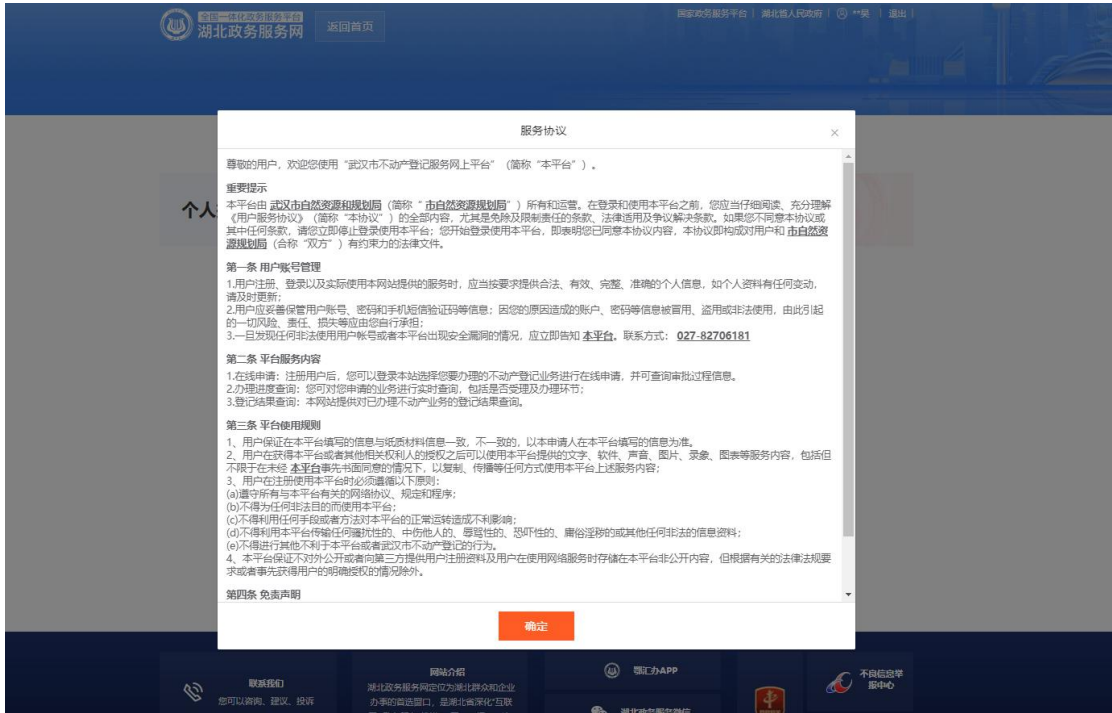 全国一体化政务服务平台
湖北政务服务网
返回首页
国家政务服务平台 | 湖北省人民政府 | **昊 | 退出 |
服务协议 ×
个人
尊敬的用户，欢迎您使用“武汉市不动产登记服务网上平台”（简称“本平台”）。
重要提示
本平台由 武汉市自然资源和规划局（简称“ 市自然资源规划局”）所有和运营。在登录和使用本平台之前，您应当仔细阅读、充分理解
《用户服务协议》（简称“本协议”）的全部内容，尤其是免除及限制责任的条款、法律适用及争议解决条款。如果您不同意本协议或
其中任何条款，请您立即停止登录使用本平台；您开始登录使用本平台，即表明您已同意本协议内容，本协议即构成对用户和 市自然资
源规划局（合称“双方”）有约束力的法律文件。
第一条 用户账号管理
1.用户注册、登录以及实际使用本网站提供的服务时，应当按要求提供合法、有效、完整、准确的个人信息，如个人资料有任何变动，
请及时更新；
2.用户应妥善保管用户账号、密码和手机短信验证码等信息；因您的原因造成的账户、密码等信息被冒用、盗用或非法使用，由此引起
的一切风险、责任、损失等应由您自行承担；
3.一旦发现任何非法使用用户帐号或者本平台出现安全漏洞的情况，应立即告知 本平台。联系方式： 027-82706181
第二条 平台服务内容
1.在线申请：注册用户后，您可以登录本站选择您要办理的不动产登记业务进行在线申请，并可查询审批过程信息。
2.办理进度查询：您可对您申请的业务进行实时查询，包括是否受理及办理环节；
3.登记结果查询：本网站提供对已办理不动产业务的登记结果查询。
第三条 平台使用规则
1、用户保证在本平台填写的信息与纸质材料信息一致，不一致的，以本申请人在本平台填写的信息为准。
2、用户在获得本平台或者其他相关权利人的授权之后可以使用本平台提供的文字、软件、声音、图片、录象、图表等服务内容，包括但
不限于在未经 本平台事先书面同意的情况下，以复制、传播等任何方式使用本平台上述服务内容；
3、用户在注册使用本平台时必须遵循以下原则：
(a)遵守所有与本平台有关的网络协议、规定和程序；
(b)不得为任何非法目的而使用本平台；
(c)不得利用任何手段或者方法对本平台的正常运转造成不利影响；
(d)不得利用本平台传输任何骚扰性的、中伤他人的、辱骂性的、恐吓性的、庸俗淫秽的或其他任何非法的信息资料；
(e)不得进行其他不利于本平台或者武汉市不动产登记的行为。
4、本平台保证不对外公开或者向第三方提供用户注册资料及用户在使用网络服务时存储在本平台非公开内容，但根据有关的法律法规要
求或者事先获得用户的明确授权的情况除外。
第四条 免责声明
确定
联系我们
您可以咨询、建议、投诉
网站介绍
湖北政务服务网定位为湖北群众和企业
办事的首选窗口，是湖北省深化“互联
鄂汇办APP
湖北政务服务微信
不良信息举
报中心